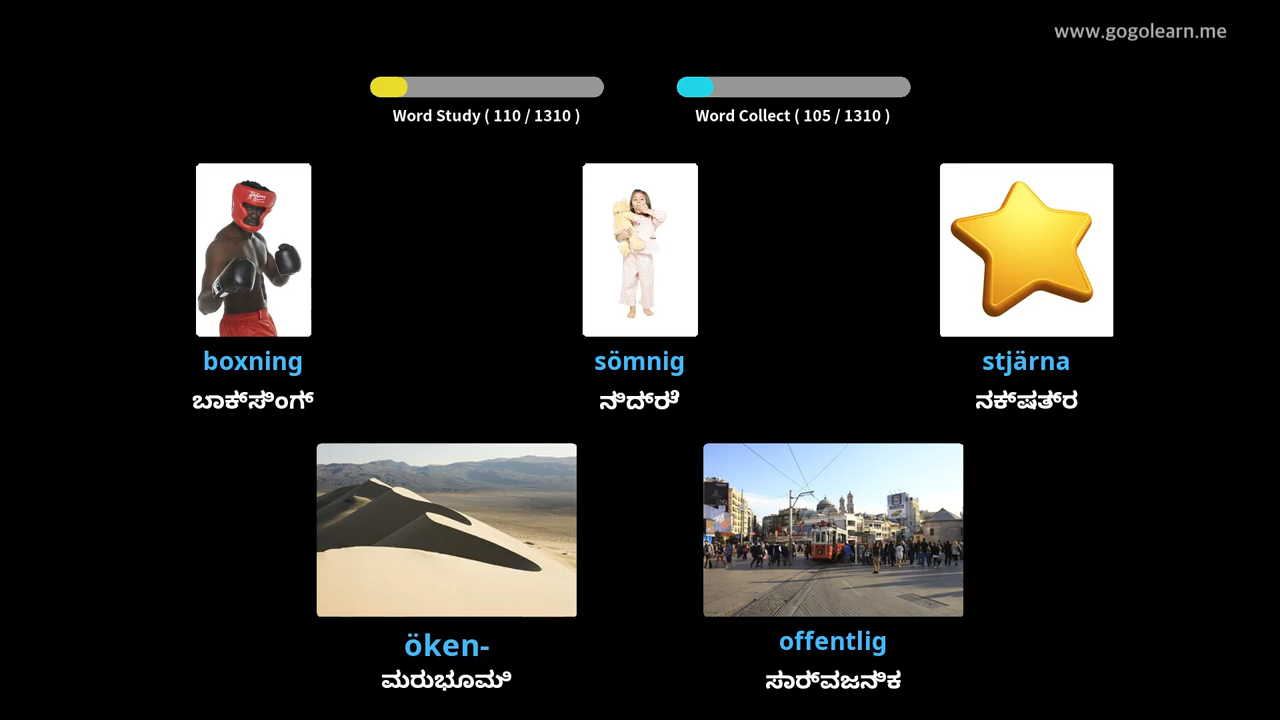 www.gogolearn.me
Word Study ( 110 / 1310 )
Word Collect ( 105 / 1310 )
boxning
sömnig
stjärna
ಬಾಕ್ಸಿಂಗ್
ನಿದ್ರೆ
ನಕ್ಷತ್ರ
öken-
offentlig
ಮರುಭೂಮಿ
ಸಾರ್ವಜನಿಕ